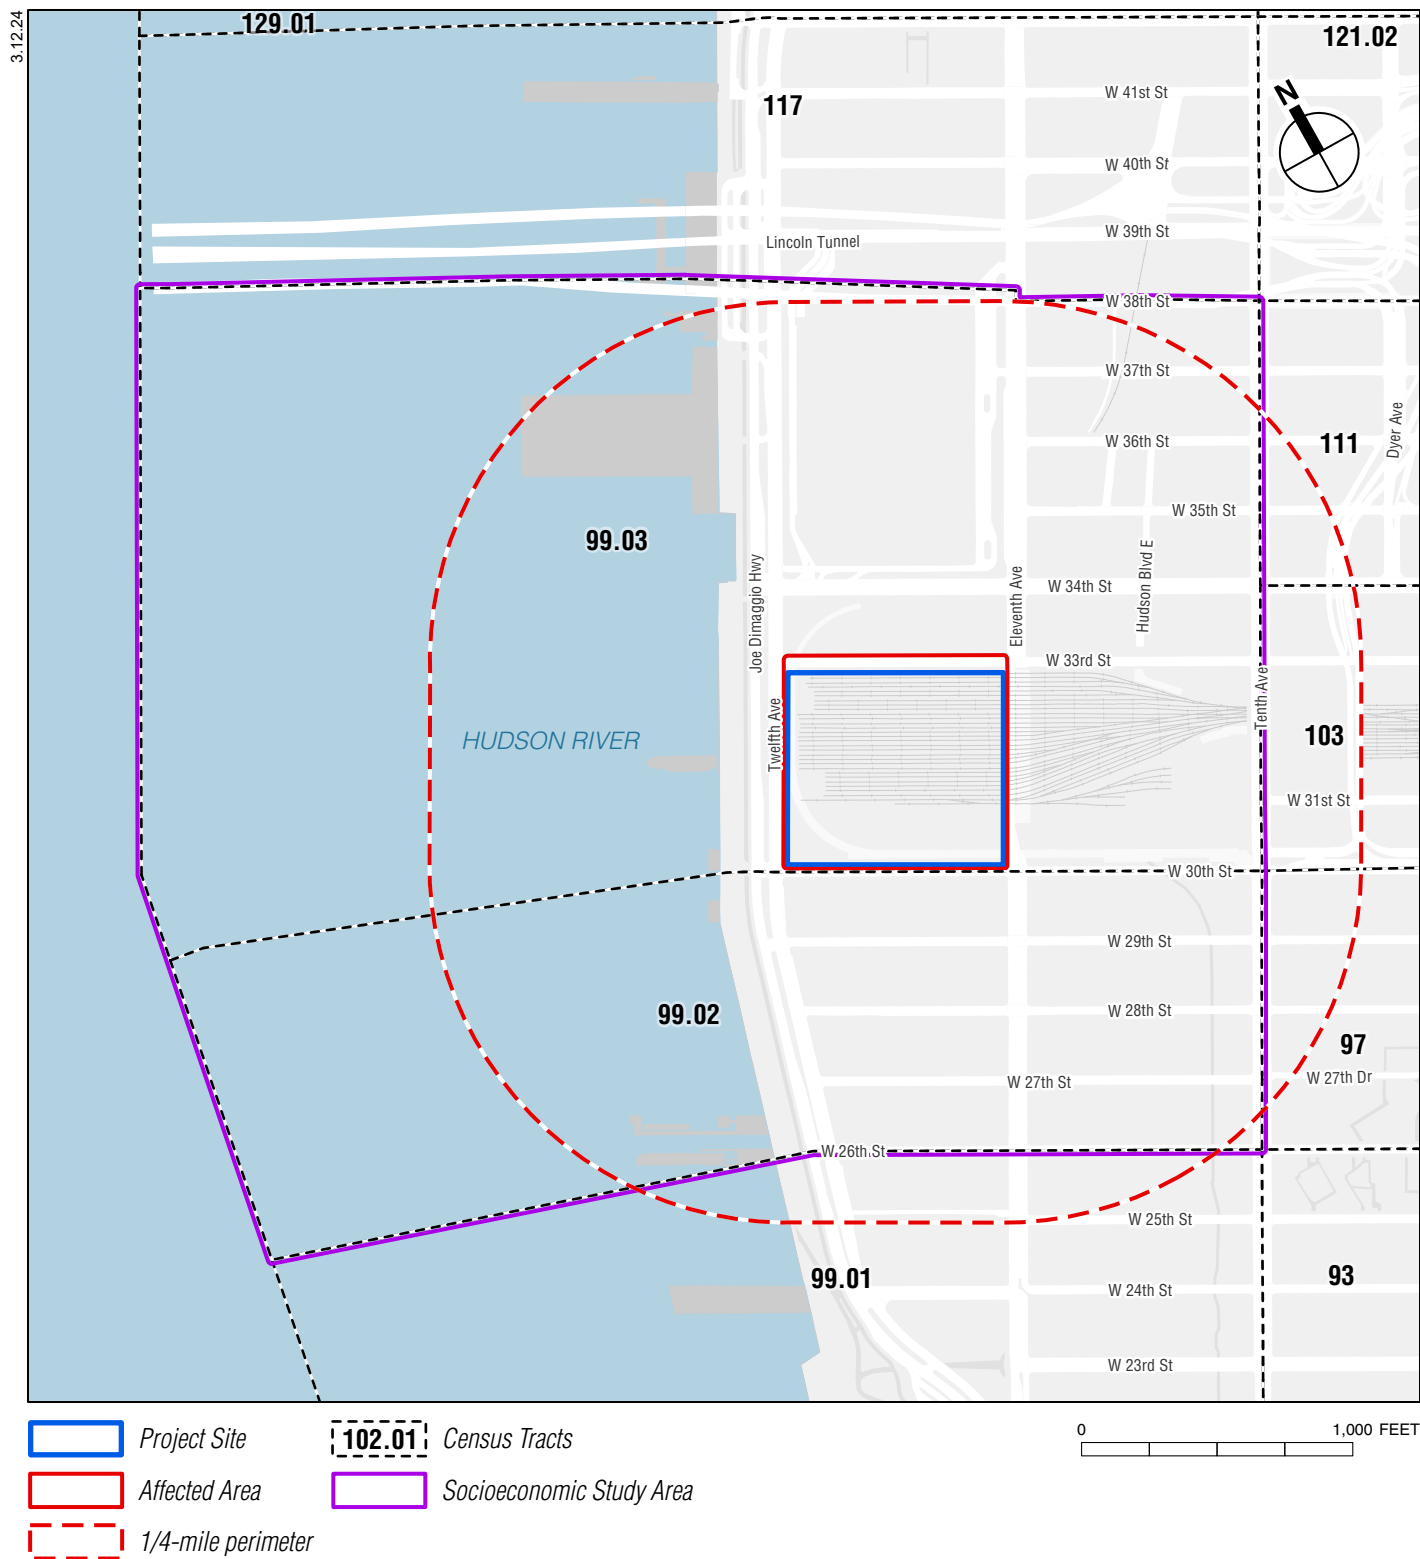 3.12.24
129.01
121.02
N
W 41st St
117
W 40th St
W 39th St
Lincoln Tunnel
W 38th St
W 37th St
Dyer Ave
W 36th St
111
W 35th St
99.03
Joe Dimaggio Hwy
Eleventh Ave
Hudson Blvd E
W 34th St
W 33rd St
Tenth Ave
Twelfth Ave
HUDSON RIVER
103
W 31st St
W 30th St
W 29th St
99.02
W 28th St
97
W 27th Dr
W 27th St
W 26th St
W 25th St
99.01
93
W 24th St
W 23rd St
Project Site
102.01
Census Tracts
0
1,000 FEET
Affected Area
Socioeconomic Study Area
1/4-mile perimeter